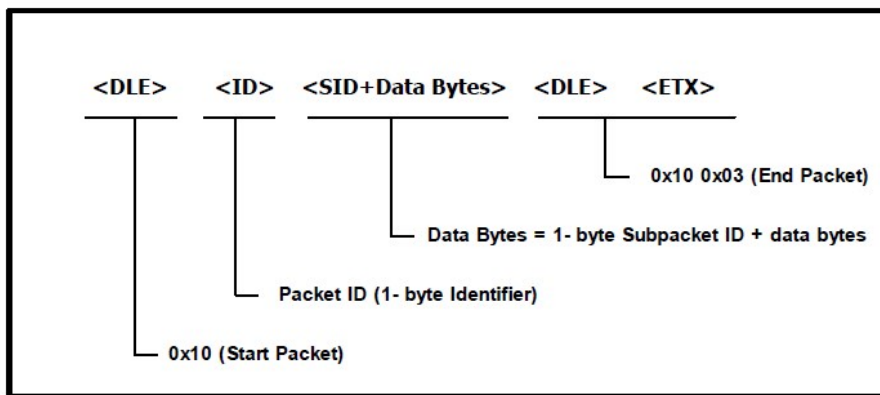 <DLE> <ID> <SID+Data Bytes> <DLE> <ETX>
0x10 0x03 (End Packet)
Data Bytes = 1- byte Subpacket ID + data bytes
Packet ID (1- byte Identifier)
0x10 (Start Packet)